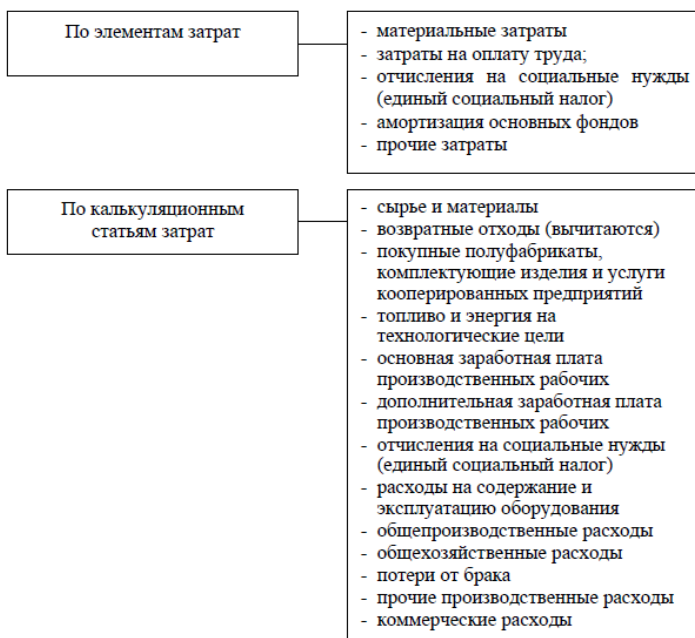 По элементам затрат
- материальные затраты
- затраты на оплату труда;
- отчисления на социальные нужды
(единый социальный налог)
- амортизация основных фондов
- прочие затраты
По калькуляционным
статьям затрат
- сырье и материалы
- возвратные отходы (вычитаются)
- покупные полуфабрикаты,
комплектующие изделия и услуги
кооперированных предприятий
- топливо и энергия на
технологические цели
- основная заработная плата
производственных рабочих
- дополнительная заработная плата
производственных рабочих
- отчисления на социальные нужды
(единый социальный налог)
- расходы на содержание и
эксплуатацию оборудования
- общепроизводственные расходы
- общехозяйственные расходы
- потери от брака
- прочие производственные расходы
- коммерческие расходы